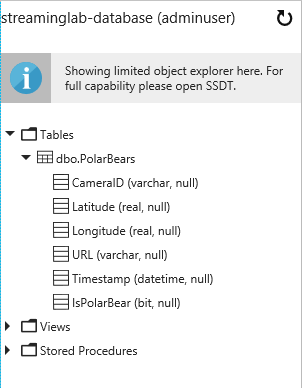 streaminglab-database (adminuser)
Showing limited object explorer here. For
full capability please open SSDT.
Tables
dbo.PolarBears
CameraID (varchar, null)
Latitude (real, null)
Longitude (real, null)
URL (varchar, null)
Timestamp (datetime, null)
IsPolarBear (bit, null)
Views
Stored Procedures